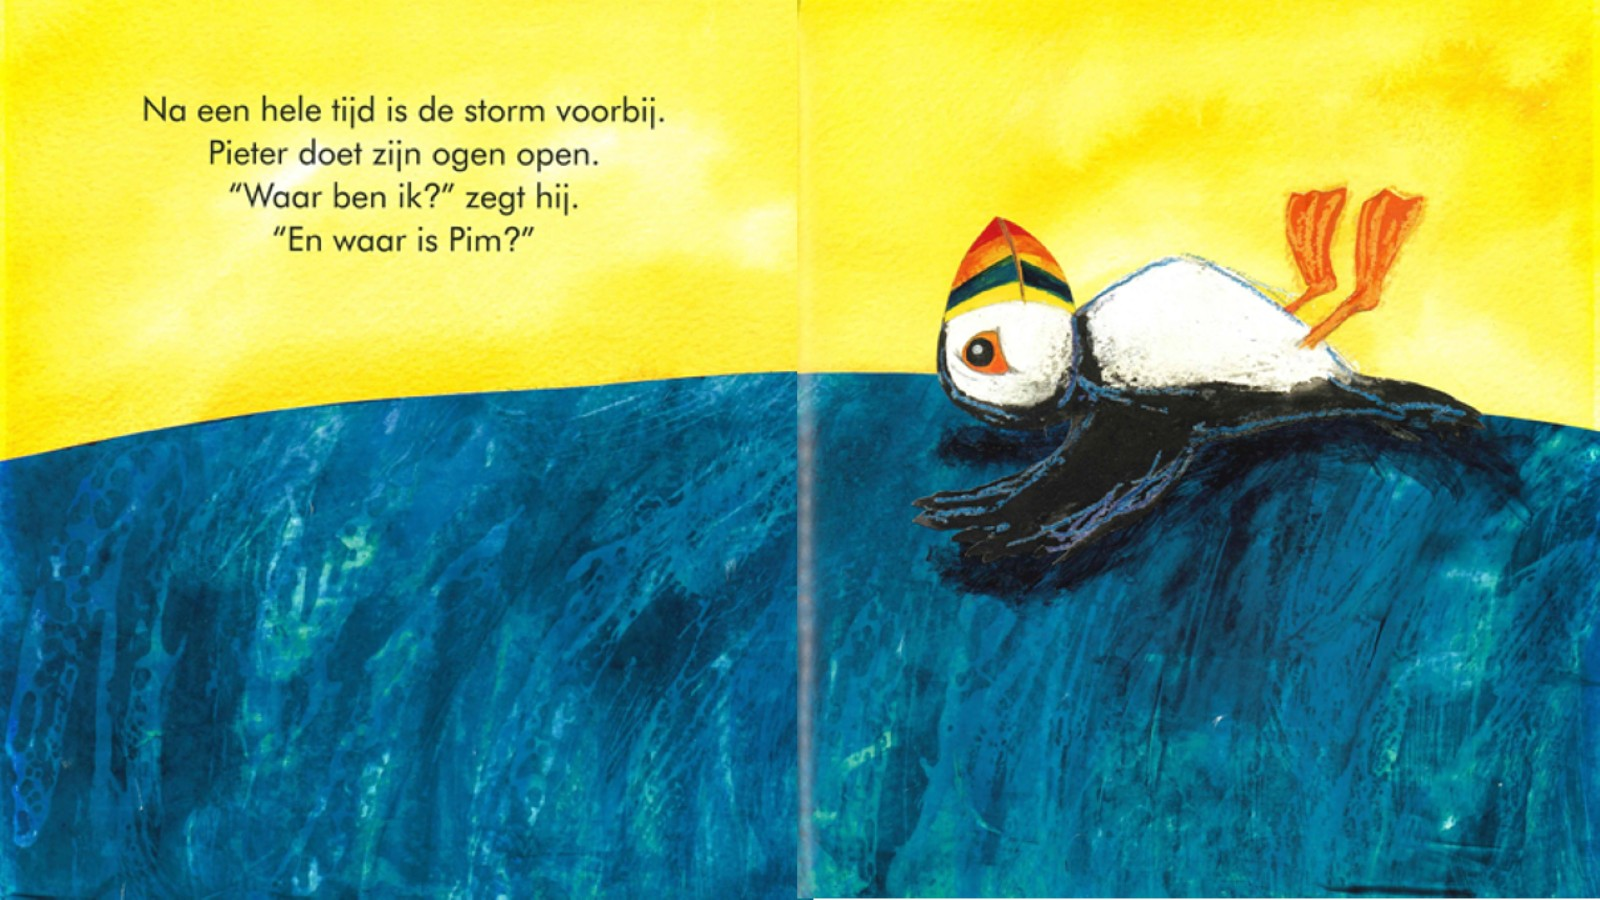 Na een hele tijd is de storm voorbij.
Pieter doet zijn ogen open.
“Waar ben ik?” zegt hij.
“En waar is Pim?”